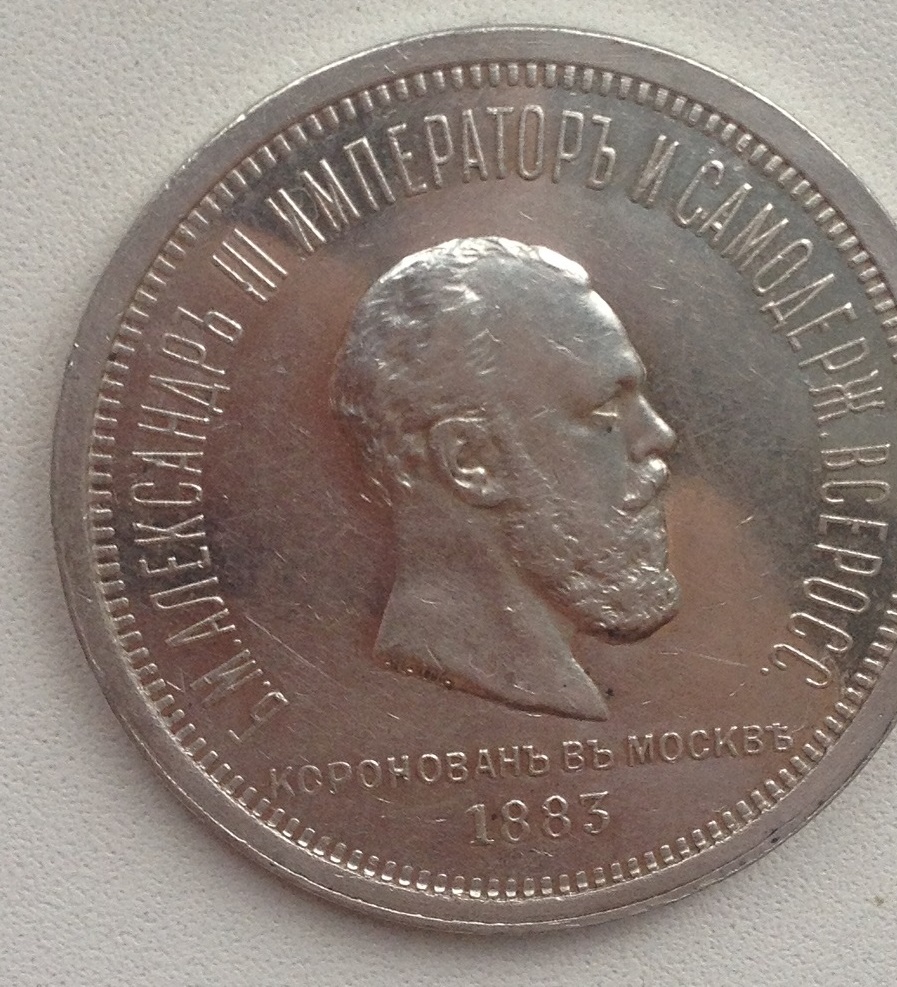 Б.М.АЛЕКСАНДРЪ III ИМПЕРАТОРЪ И САМОДЕРЖ. ВСЕРОСС.
КОРОНОВАНЪ ВЪ МОСКВѢ
1883